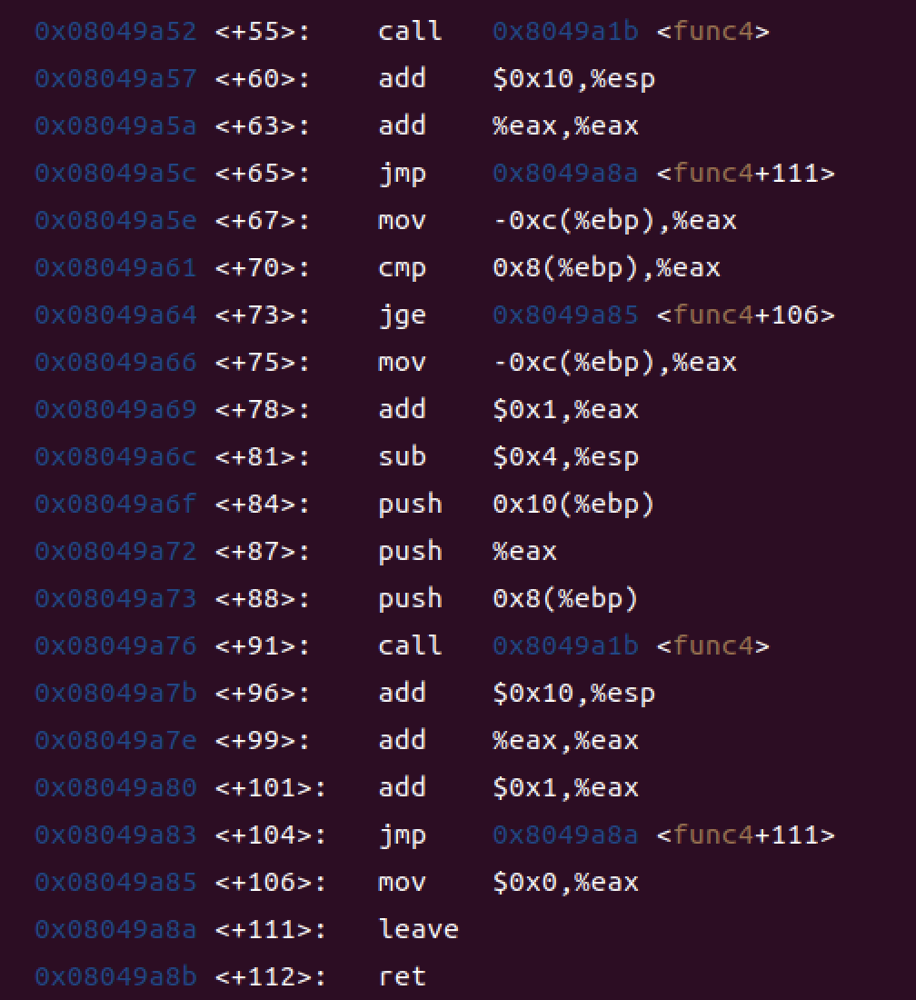 0x08049a52 <+55>: call 0x8049a1b <func4>
0x08049a57 <+60>: add $0x10,%esp
0x08049a5a <+63>: add %eax,%eax
0x08049a5c <+65>: jmp 0x8049a8a <func4+111>
0x08049a5e <+67>: mov -0xc(%ebp),%eax
0x08049a61 <+70>: cmp 0x8(%ebp),%eax
0x08049a64 <+73>: jge 0x8049a85 <func4+106>
0x08049a66 <+75>: mov -0xc(%ebp),%eax
0x08049a69 <+78>: add $0x1,%eax
0x08049a6c <+81>: sub $0x4,%esp
0x08049a6f <+84>: push 0x10(%ebp)
0x08049a72 <+87>: push %eax
0x08049a73 <+88>: push 0x8(%ebp)
0x08049a76 <+91>: call 0x8049a1b <func4>
0x08049a7b <+96>: add $0x10,%esp
0x08049a7e <+99>: add %eax,%eax
0x08049a80 <+101>: add $0x1,%eax
0x08049a83 <+104>: jmp 0x8049a8a <func4+111>
0x08049a85 <+106>: mov $0x0,%eax
0x08049a8a <+111>: leave
0x08049a8b <+112>: ret